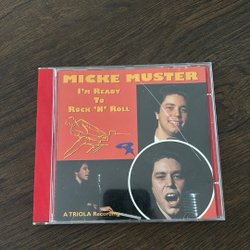 MICKE MUSTER
I'M READY
TO
ROCK 'N' ROLL
A TRIOLA Recording